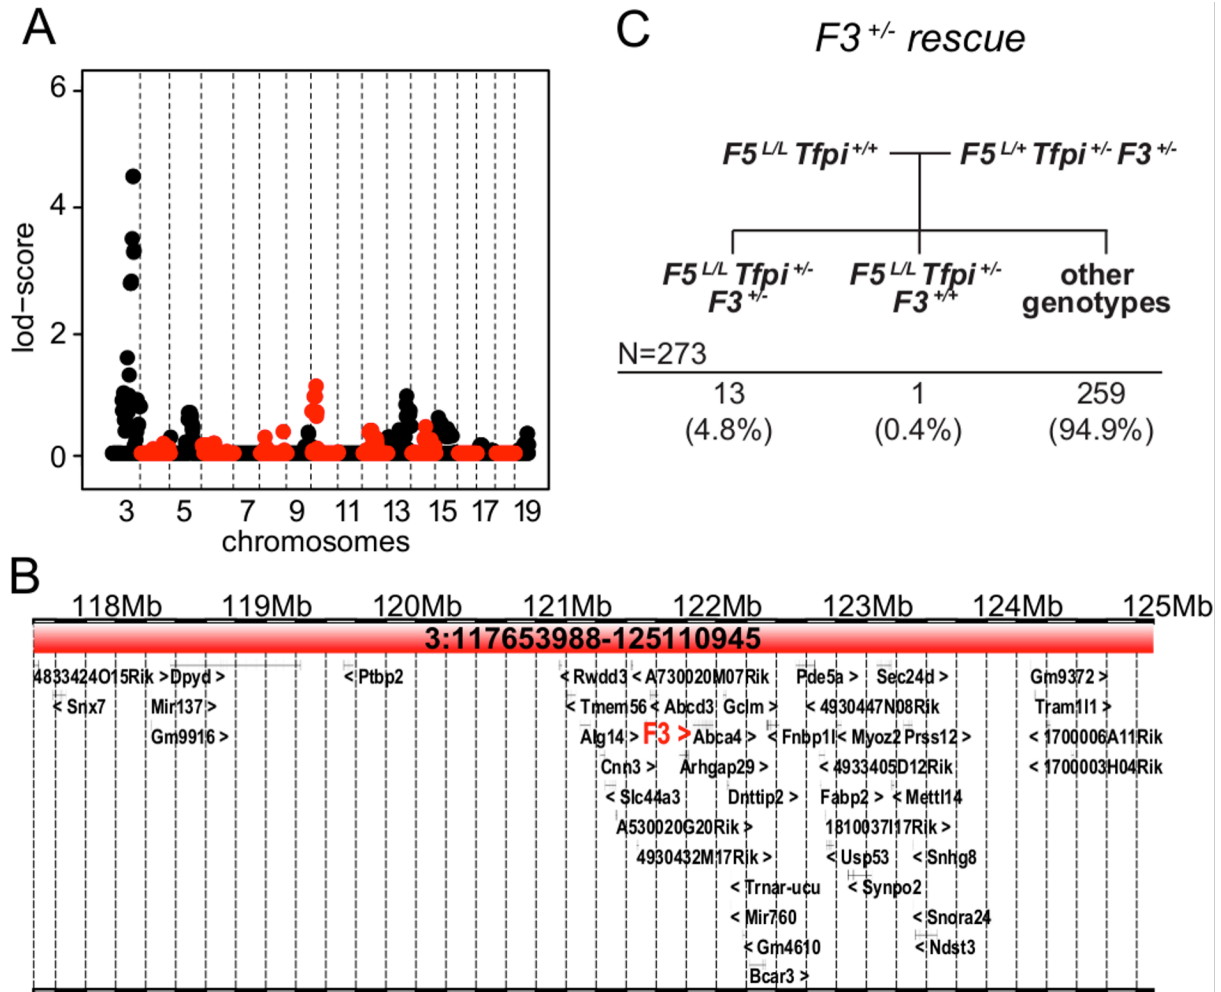 A
6
4
2
0
lod−score
3 5 7 9 11 13 15 17 19
chromosomes
C
F3 +/- rescue
F5 L/L Tfpi +/+ F5 L/+ Tfpi +/- F3 +/-
F5 L/L Tfpi +/- F5 L/L Tfpi +/- other
F3 +/- F3 +/+ genotypes
N=273
13 1 259
(4.8%) (0.4%) (94.9%)
B
118Mb 119Mb 120Mb 121Mb 122Mb 123Mb 124Mb 125Mb
3:117653988-125110945
4833424O15Rik > Dpyd > < Ptbp2 < Rwdd3 < A730020M07Rik Pde5a > Sec24d > Gm9372 >
< Snx7 Mir137 > < Tmem56 < Abcd3 Gclm > < 4930447N08Rik Tram1l1 >
Gm9916 > Alg14 > F3 > Abca4 > < Fnbp1l < Myoz2 Prss12 > < 1700006A11Rik
Cnn3 > Arhgap29 > < 4933405D12Rik < 1700003H04Rik
< Slc44a3 Dnttip2 > Fabp2 > < Mettl14
A530020G20Rik > 1810037I17Rik >
4930432M17Rik > < Usp53 < Snhg8
< Trnar-ucu < Synpo2
< Mir760 < Snora24
< Gm4610 < Ndst3
Bcar3 >